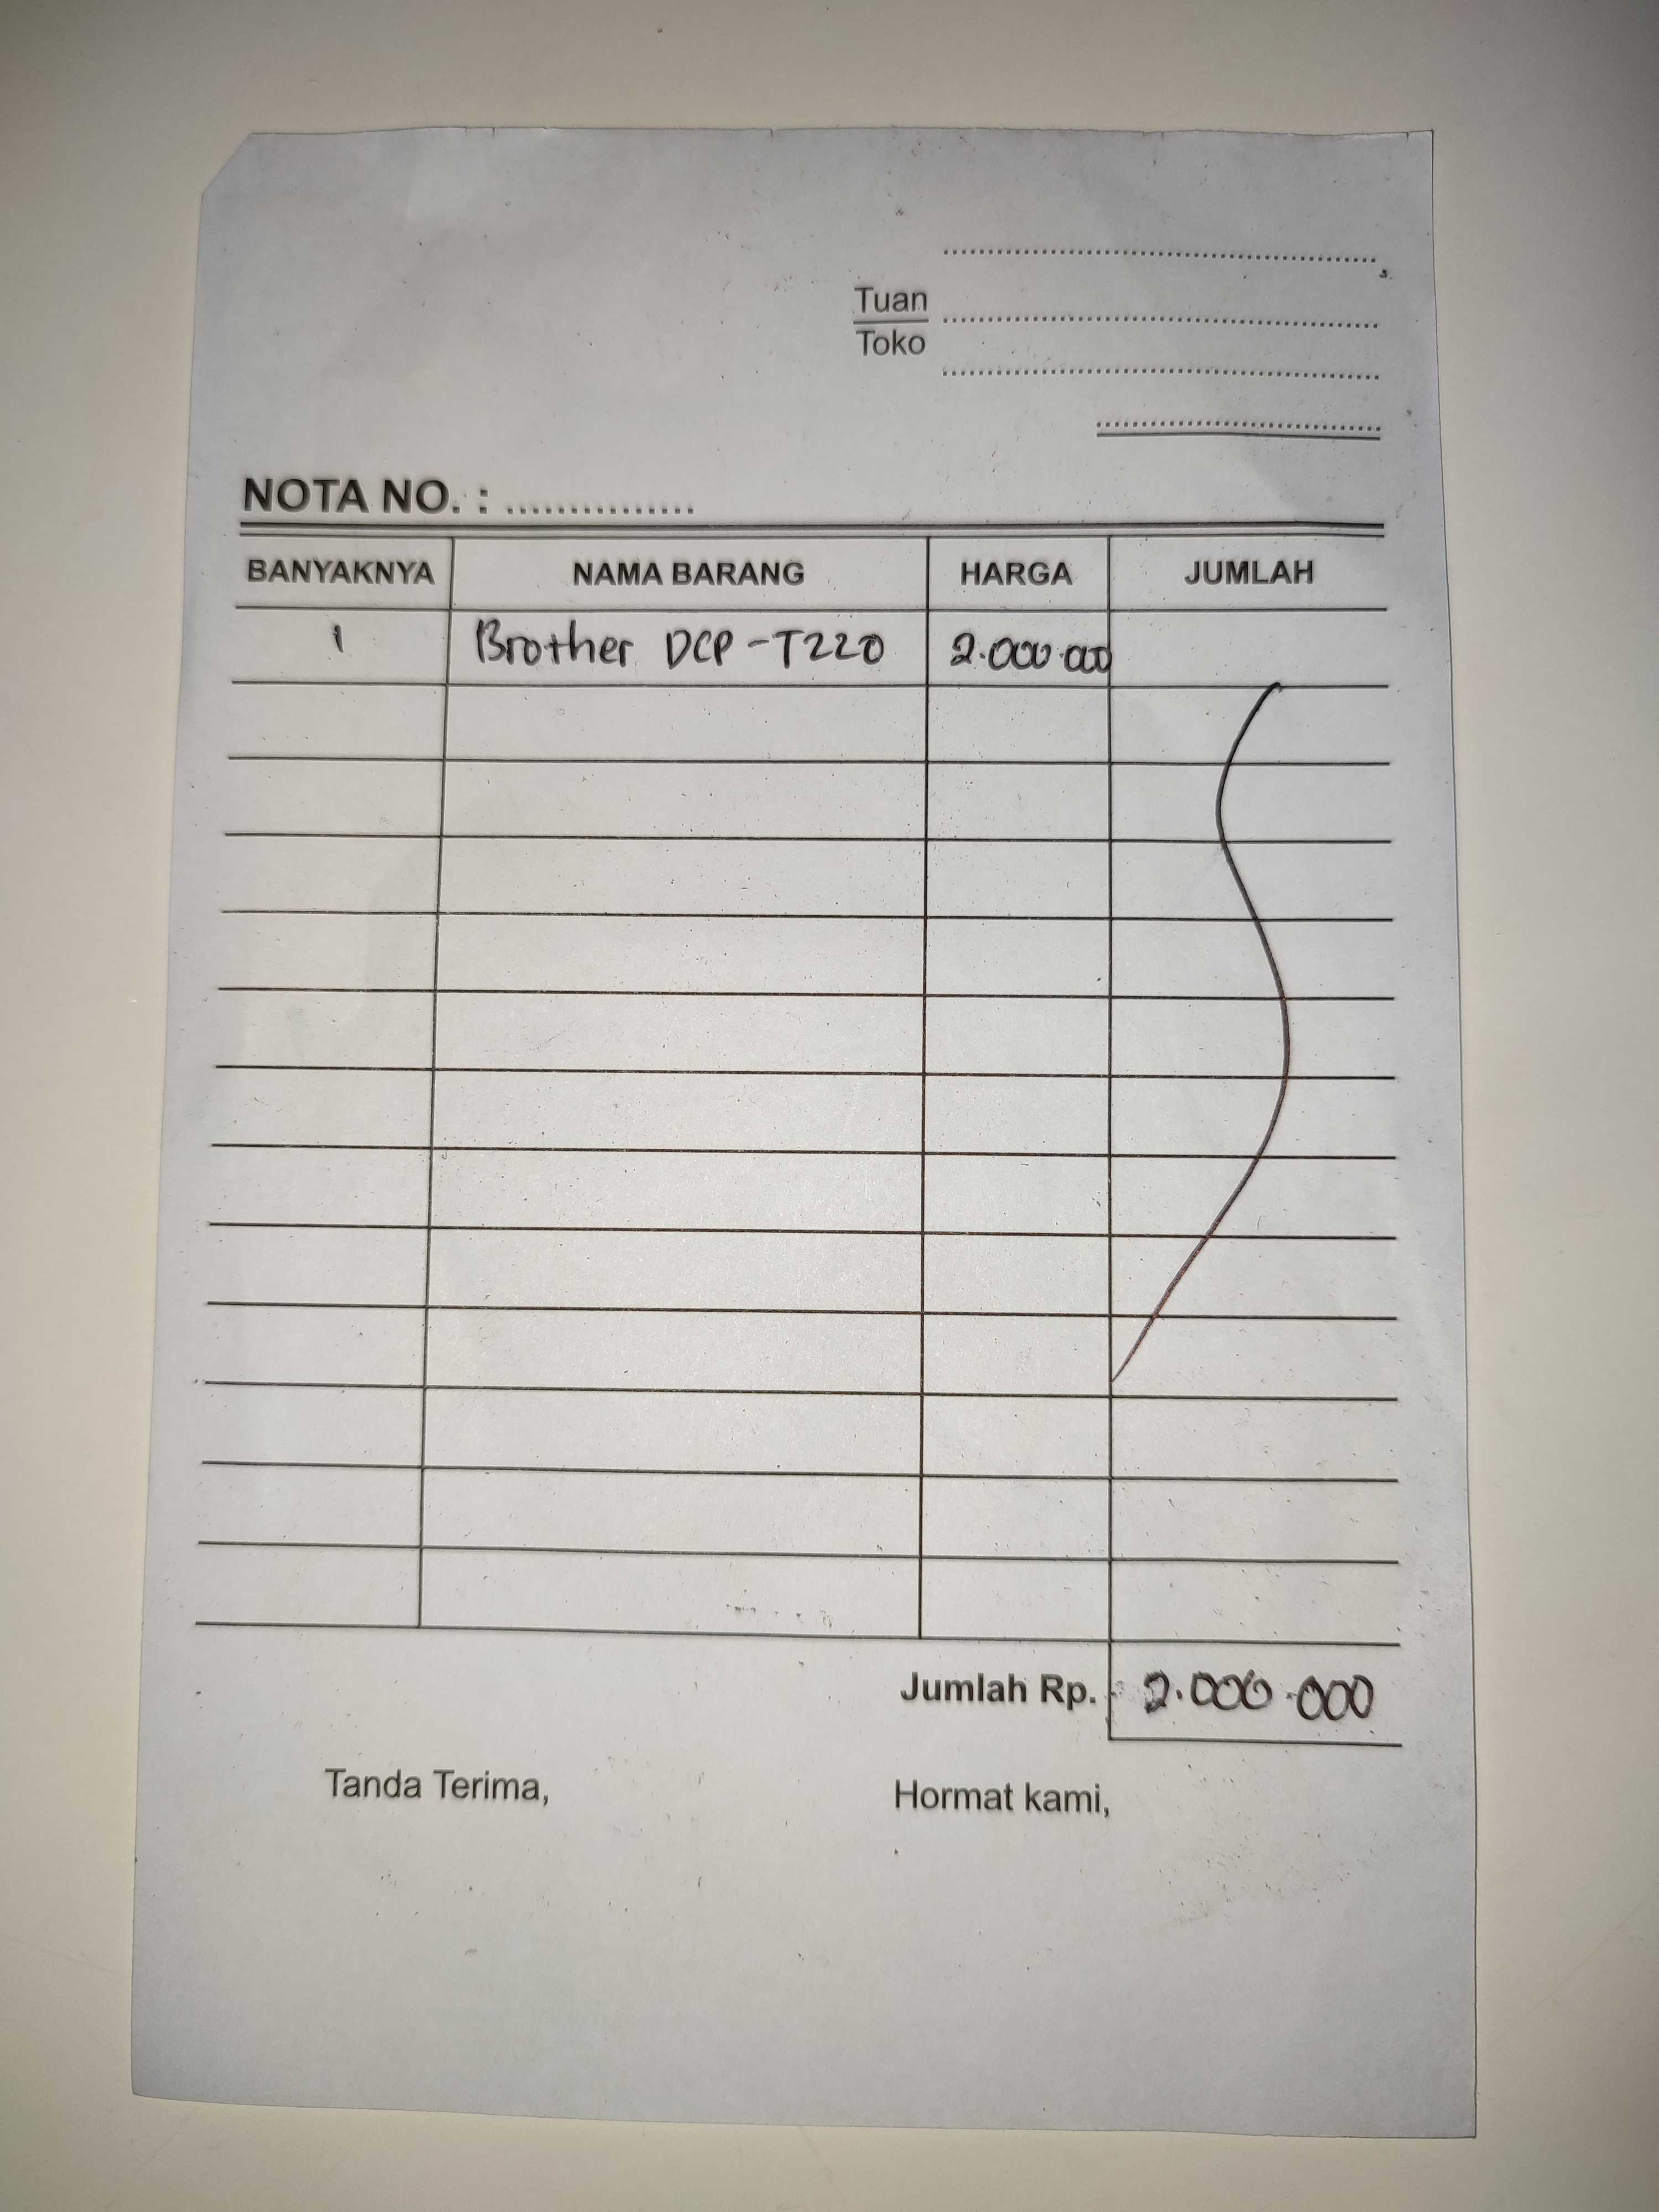 Tuan
Toko
NOTA NO. : ...............
BANYAKNYA NAMA BARANG HARGA JUMLAH
1 Brother DCP-T220 2.000.000
Jumlah Rp. 2.000.000
Tanda Terima, Hormat kami,